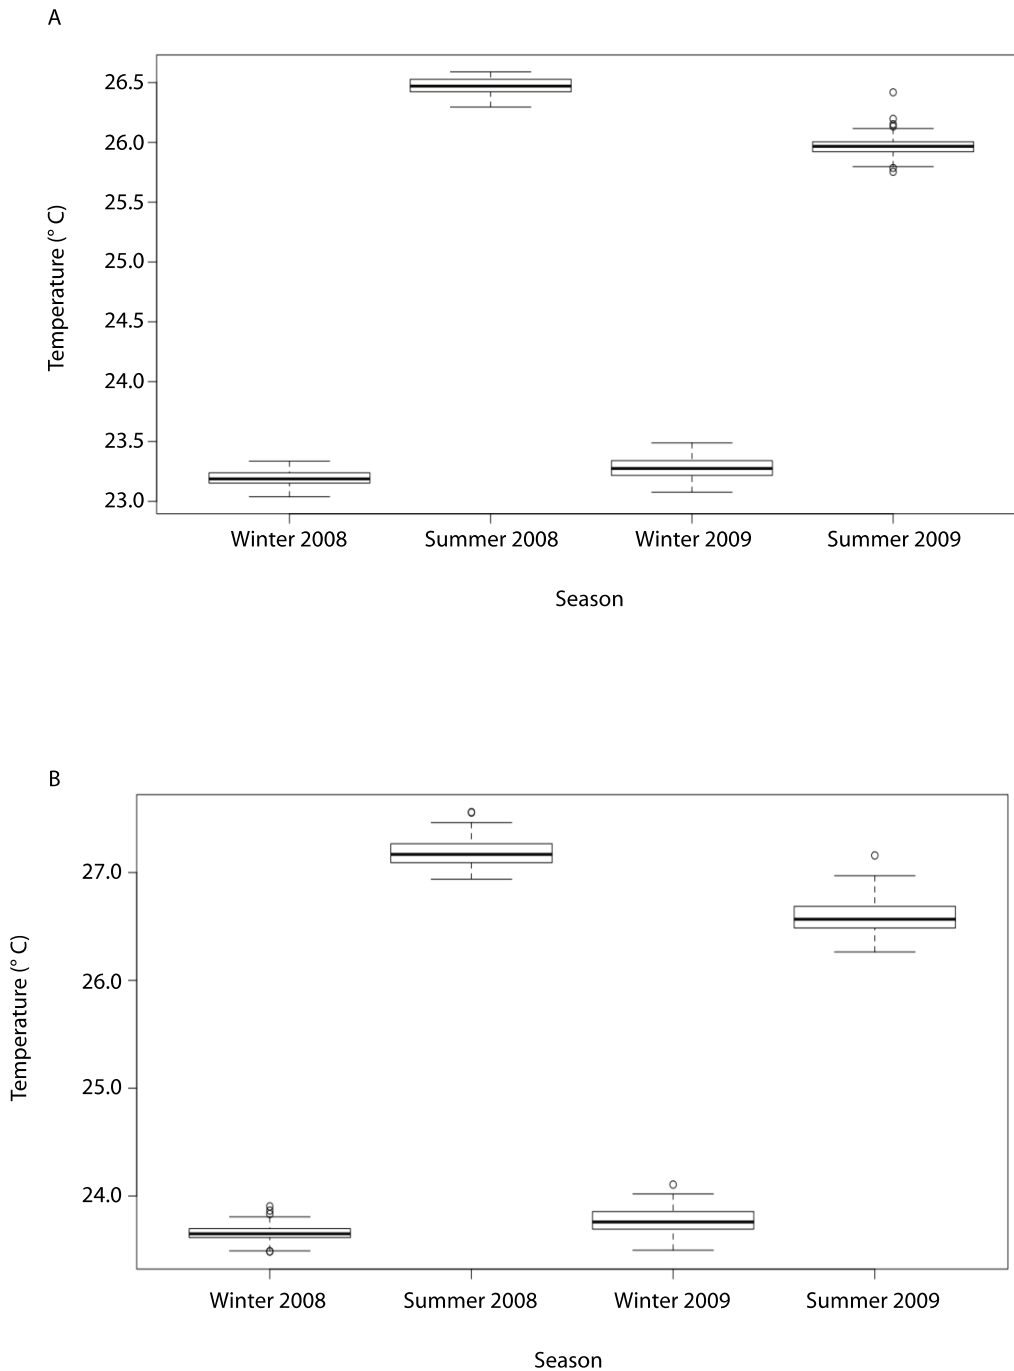 A
Temperature (° C)
26.5
26.0
25.5
25.0
24.5
24.0
23.5
23.0
Winter 2008 Summer 2008 Winter 2009 Summer 2009
Season
B
Temperature (° C)
27.0
26.0
25.0
24.0
Winter 2008 Summer 2008 Winter 2009 Summer 2009
Season